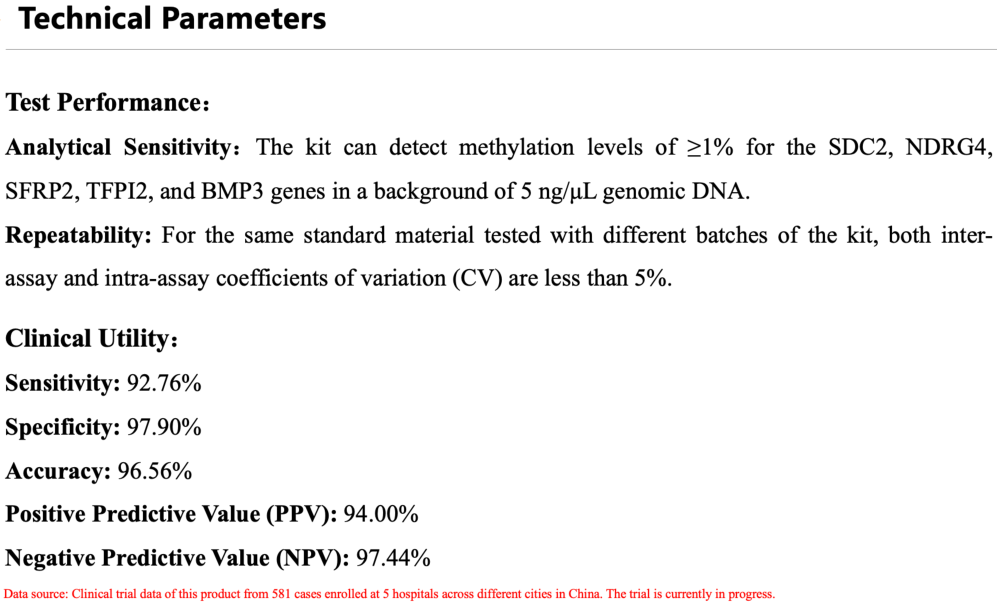 Technical Parameters
Test Performance：
Analytical Sensitivity：The kit can detect methylation levels of ≥1% for the SDC2, NDRG4,
SFRP2, TFPI2, and BMP3 genes in a background of 5 ng/μL genomic DNA.
Repeatability: For the same standard material tested with different batches of the kit, both inter-
assay and intra-assay coefficients of variation (CV) are less than 5%.
Clinical Utility：
Sensitivity: 92.76%
Specificity: 97.90%
Accuracy: 96.56%
Positive Predictive Value (PPV): 94.00%
Negative Predictive Value (NPV): 97.44%
Data source: Clinical trial data of this product from 581 cases enrolled at 5 hospitals across different cities in China. The trial is currently in progress.